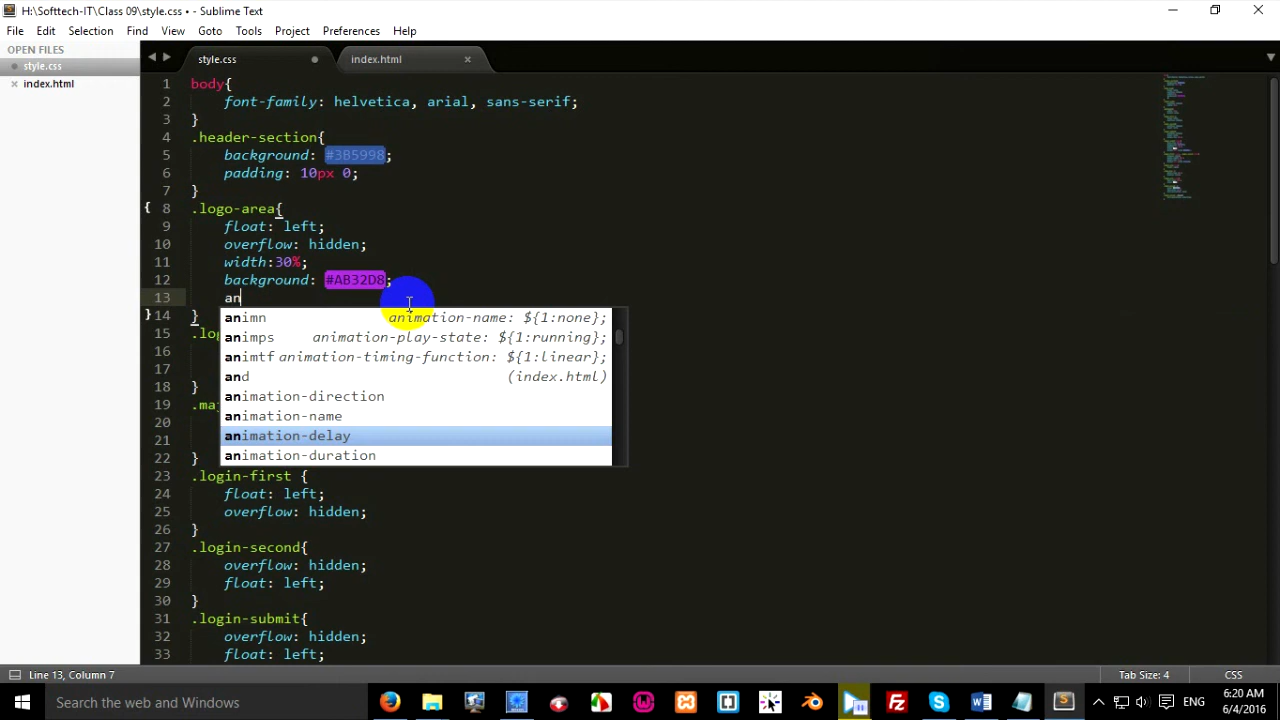 H:\Softtech-IT\Class 09\style.css • - Sublime Text
File Edit Selection Find View Goto Tools Project Preferences Help
OPEN FILES
style.css
index.html
style.css
index.html
1 body{
2 font-family: helvetica, arial, sans-serif;
3 }
4 .header-section{
5 background: #3B5998;
6 padding: 10px 0;
7 }
8 .logo-area{
9 float: left;
10 overflow: hidden;
11 width:30%;
12 background: #AB32D8;
13 an
14 }
animn animation-name: ${1:none};
animps animation-play-state: ${1:running};
animtf animation-timing-function: ${1:linear};
and (index.html)
animation-direction
animation-name
animation-delay
animation-duration
15 .lo
16
17
18 }
19 .ma
20
21
22 }
23 .login-first {
24 float: left;
25 overflow: hidden;
26 }
27 .login-second{
28 overflow: hidden;
29 float: left;
30 }
31 .login-submit{
32 overflow: hidden;
33 float: left;
Line 13, Column 7
Tab Size: 4
CSS
Search the web and Windows
ENG
6:20 AM
6/4/2016